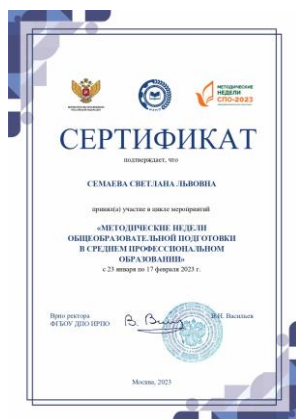 МЕТОДИЧЕСКИЕ
НЕДЕЛИ
СПО-2023
СЕРТИФИКАТ
подтверждает, что
СЕМАЕВА СВЕТЛАНА ЛЬВОВНА
принял(а) участие в цикле мероприятий
«МЕТОДИЧЕСКИЕ НЕДЕЛИ
ОБЩЕОБРАЗОВАТЕЛЬНОЙ ПОДГОТОВКИ
В СРЕДНЕМ ПРОФЕССИОНАЛЬНОМ
ОБРАЗОВАНИИ»
с 23 января по 17 февраля 2023 г.
Врио ректора
ФГБОУ ДПО ИРПО
В.Н. Васильев
Москва, 2023